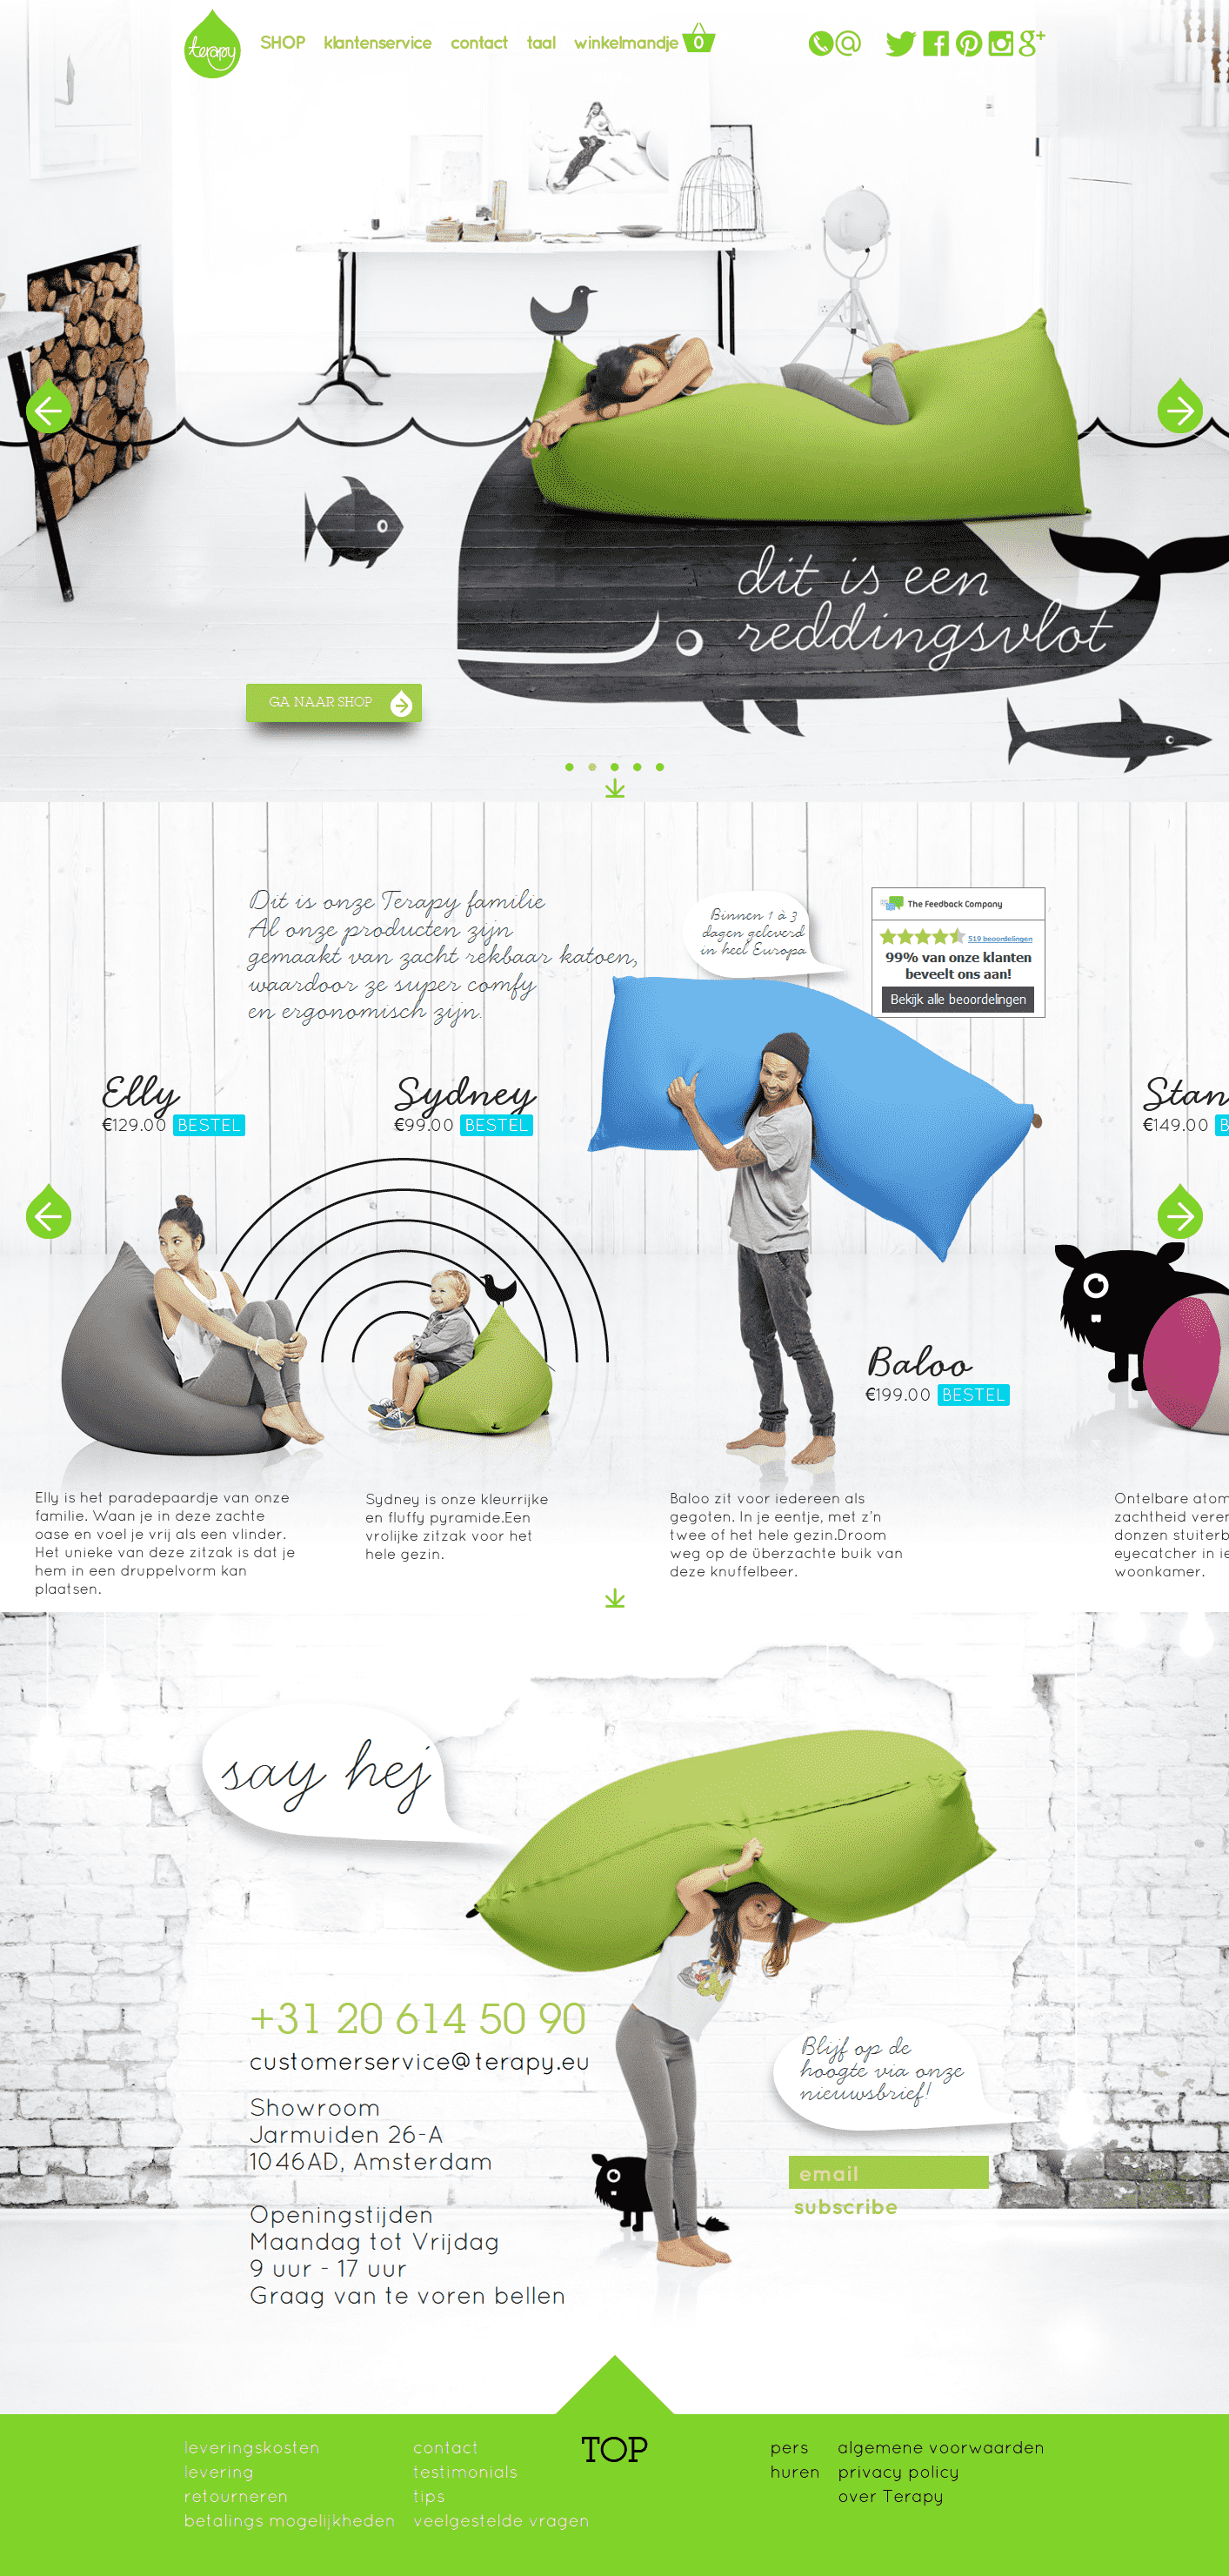 terapy
SHOP klantenservice contact taal winkelmandje 0
dit is een
reddingsvlot
GA NAAR SHOP
Dit is onze Terapy familie
Al onze producten zijn
gemaakt van zacht rekbaar katoen,
waardoor ze super comfy
en ergonomisch zijn.
Binnen 1 à 3
dagen geleverd
in heel Europa
The Feedback Company
519 beoordelingen
99% van onze klanten
beveelt ons aan!
Bekijk alle beoordelingen
Elly
€129.00 BESTEL
Sydney
€99.00 BESTEL
Stan
€149.00 B
Baloo
€199.00 BESTEL
Elly is het paradepaardje van onze
familie. Waan je in deze zachte
oase en voel je vrij als een vlinder.
Het unieke van deze zitzak is dat je
hem in een druppelvorm kan
plaatsen.
Sydney is onze kleurrijke
en fluffy pyramide.Een
vrolijke zitzak voor het
hele gezin.
Baloo zit voor iedereen als
gegoten. In je eentje, met z'n
twee of het hele gezin.Droom
weg op de überzachte buik van
deze knuffelbeer.
Ontelbare atom
zachtheid verer
donzen stuiterb
eyecatcher in ie
woonkamer.
say hej
+31 20 614 50 90
customerservice@terapy.eu
Showroom
Jarmuiden 26-A
1046AD, Amsterdam
Openingstijden
Maandag tot Vrijdag
9 uur - 17 uur
Graag van te voren bellen
Blijf op de
hoogte via onze
nieuwsbrief!
email
subscribe
TOP
leveringskosten
levering
retourneren
betalings mogelijkheden
contact
testimonials
tips
veelgestelde vragen
pers
huren
algemene voorwaarden
privacy policy
over Terapy